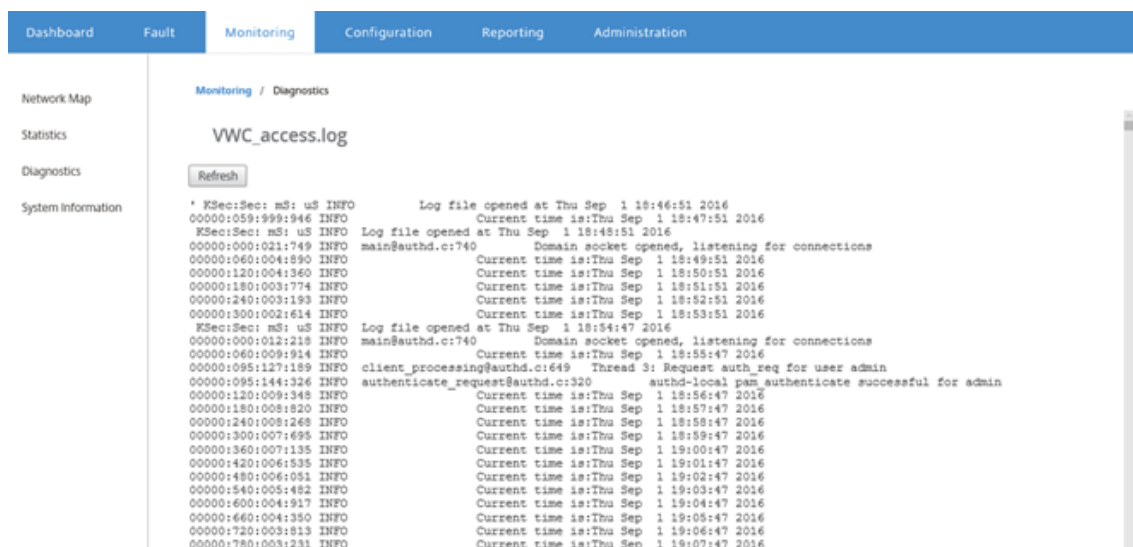 Dashboard Fault Monitoring Configuration Reporting Administration
Network Map
Statistics
Diagnostics
System Information
Monitoring / Diagnostics
VWC_access.log
Refresh
' KSec:Sec: mS: uS INFO Log file opened at Thu Sep 1 18:46:51 2016
00000:059:999:946 INFO Current time is:Thu Sep 1 18:47:51 2016
KSec:Sec: mS: uS INFO Log file opened at Thu Sep 1 18:48:51 2016
00000:000:021:749 INFO main@authd.c:740 Domain socket opened, listening for connections
00000:060:004:890 INFO Current time is:Thu Sep 1 18:49:51 2016
00000:120:004:360 INFO Current time is:Thu Sep 1 18:50:51 2016
00000:180:003:774 INFO Current time is:Thu Sep 1 18:51:51 2016
00000:240:003:193 INFO Current time is:Thu Sep 1 18:52:51 2016
00000:300:002:614 INFO Current time is:Thu Sep 1 18:53:51 2016
KSec:Sec: mS: uS INFO Log file opened at Thu Sep 1 18:54:47 2016
00000:000:012:218 INFO main@authd.c:740 Domain socket opened, listening for connections
00000:060:009:914 INFO Current time is:Thu Sep 1 18:55:47 2016
00000:095:127:189 INFO client_processing@authd.c:649 Thread 3: Request auth_req for user admin
00000:095:144:326 INFO authenticate_request@authd.c:320 authd-local pam_authenticate successful for admin
00000:120:009:348 INFO Current time is:Thu Sep 1 18:56:47 2016
00000:180:008:820 INFO Current time is:Thu Sep 1 18:57:47 2016
00000:240:008:268 INFO Current time is:Thu Sep 1 18:58:47 2016
00000:300:007:695 INFO Current time is:Thu Sep 1 18:59:47 2016
00000:360:007:135 INFO Current time is:Thu Sep 1 19:00:47 2016
00000:420:006:535 INFO Current time is:Thu Sep 1 19:01:47 2016
00000:480:006:051 INFO Current time is:Thu Sep 1 19:02:47 2016
00000:540:005:482 INFO Current time is:Thu Sep 1 19:03:47 2016
00000:600:004:917 INFO Current time is:Thu Sep 1 19:04:47 2016
00000:660:004:350 INFO Current time is:Thu Sep 1 19:05:47 2016
00000:720:003:813 INFO Current time is:Thu Sep 1 19:06:47 2016
00000:780:003:231 INFO Current time is:Thu Sep 1 19:07:47 2016